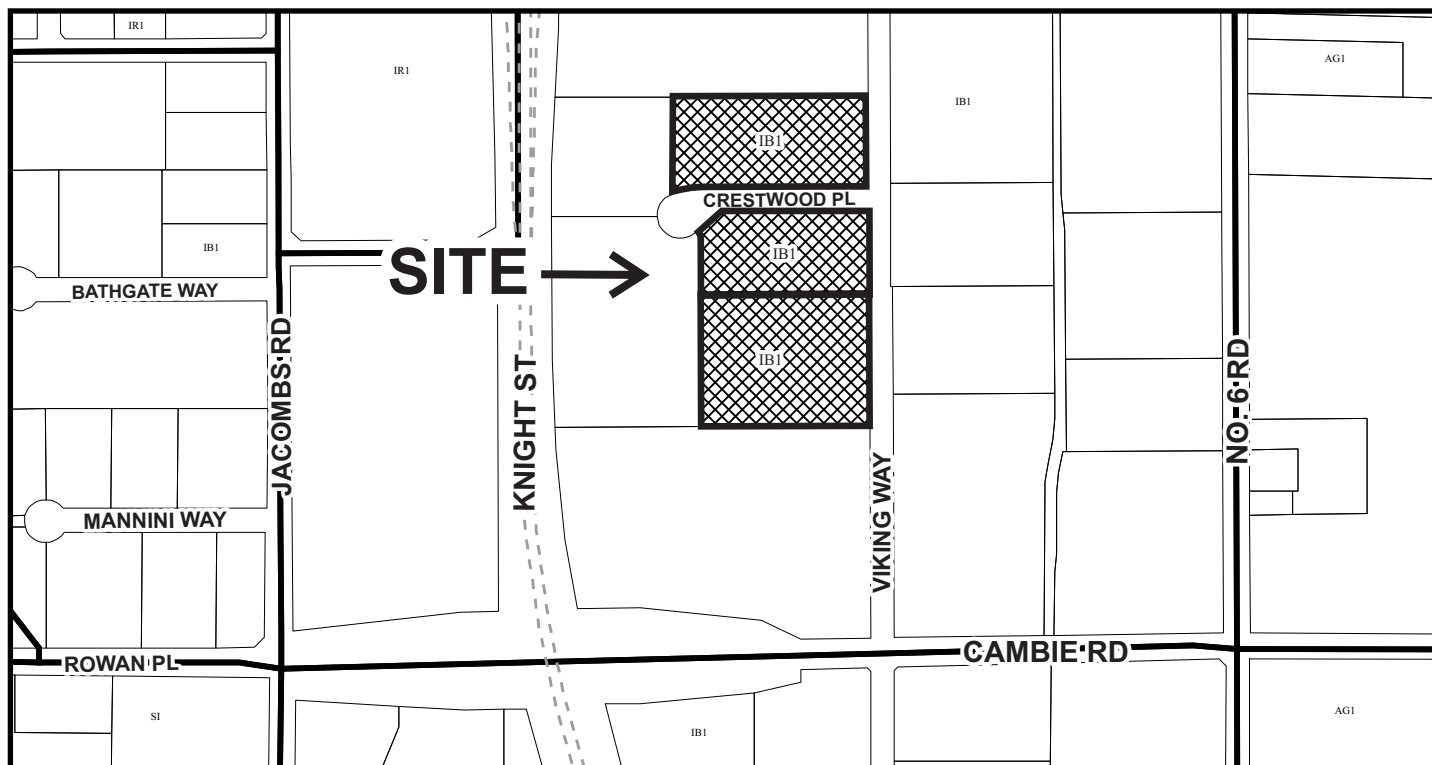 IR1
IR1
AG1
IB1
IB1
CRESTWOOD PL
IB1
IB1
SITE
BATHGATE WAY
JACOMBS RD
KNIGHT ST
IB1
NO. 6 RD
VIKING WAY
MANNINI WAY
CAMBIE RD
ROWAN PL
SI
IB1
AG1